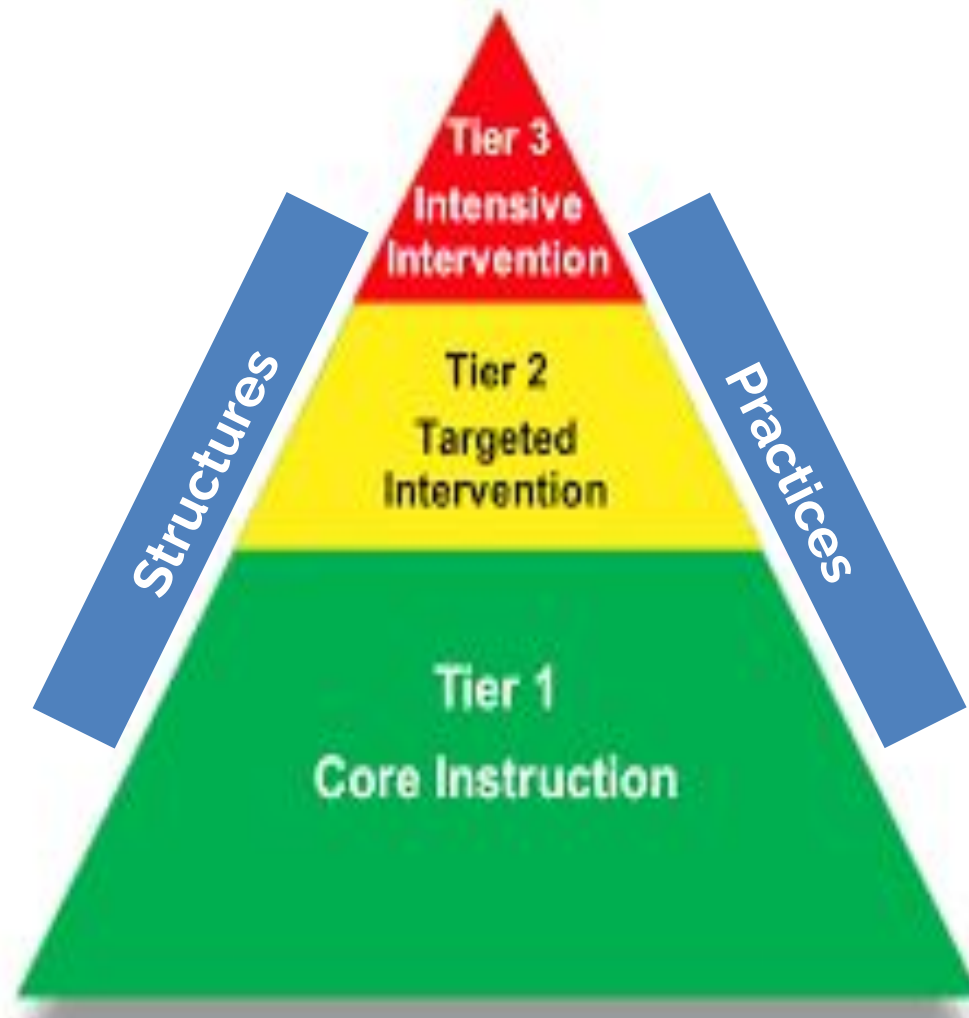 Tier 3
Intensive
Intervention
Structures
Practices
Tier 2
Targeted
Intervention
Tier 1
Core Instruction